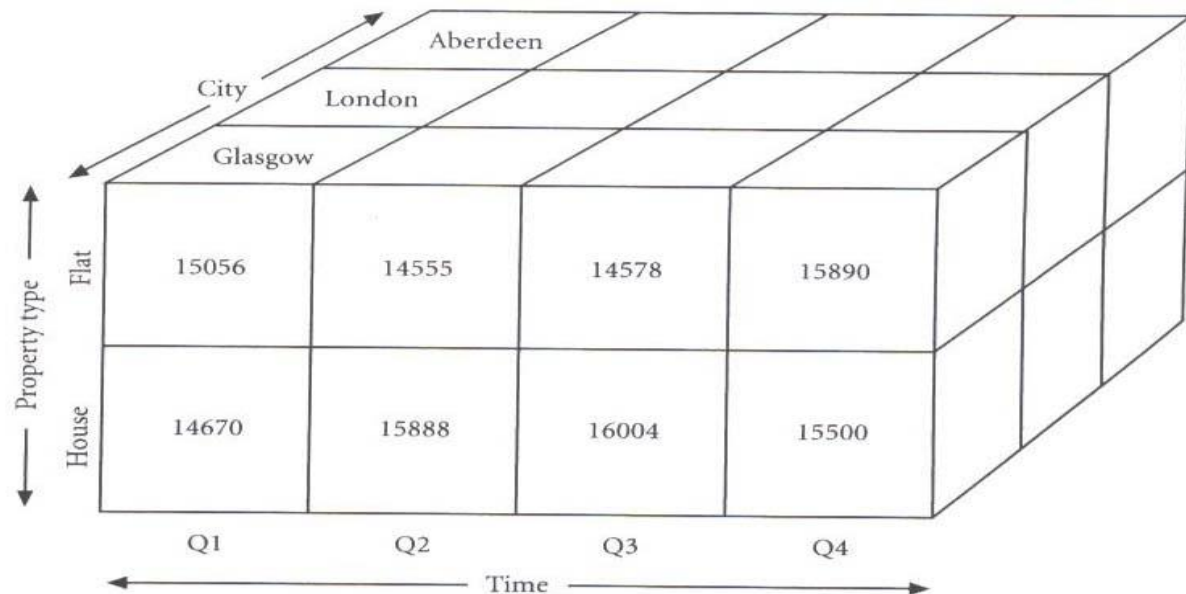 Aberdeen
City
London
Glasgow
Property type
Flat
15056 14555 14578 15890
House
14670 15888 16004 15500
Q1 Q2 Q3 Q4
Time